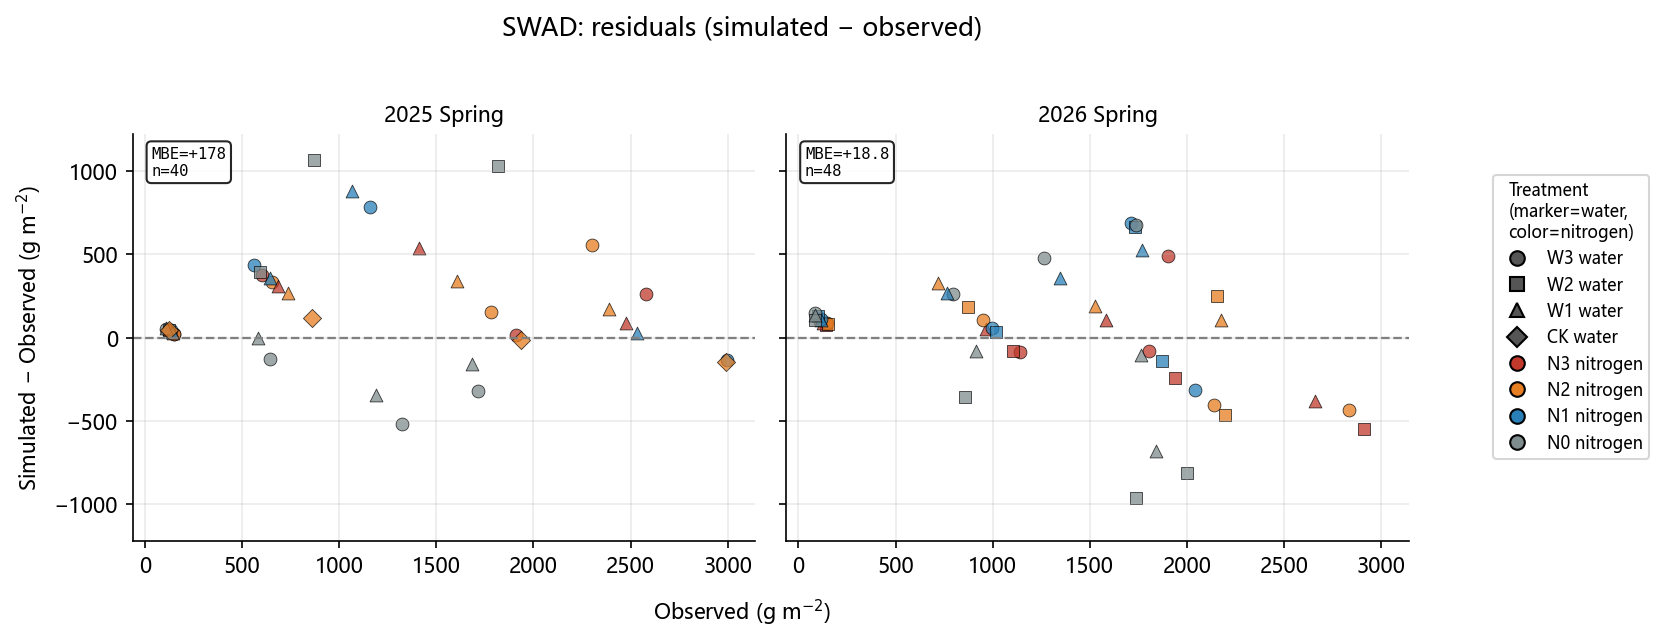 SWAD: residuals (simulated − observed)
2025 Spring
2026 Spring
MBE=+178
n=40
MBE=+18.8
n=48
Simulated − Observed (g m⁻²)
1000
500
0
−500
−1000
0 500 1000 1500 2000 2500 3000
0 500 1000 1500 2000 2500 3000
Observed (g m⁻²)
Treatment
(marker=water,
color=nitrogen)
W3 water
W2 water
W1 water
CK water
N3 nitrogen
N2 nitrogen
N1 nitrogen
N0 nitrogen